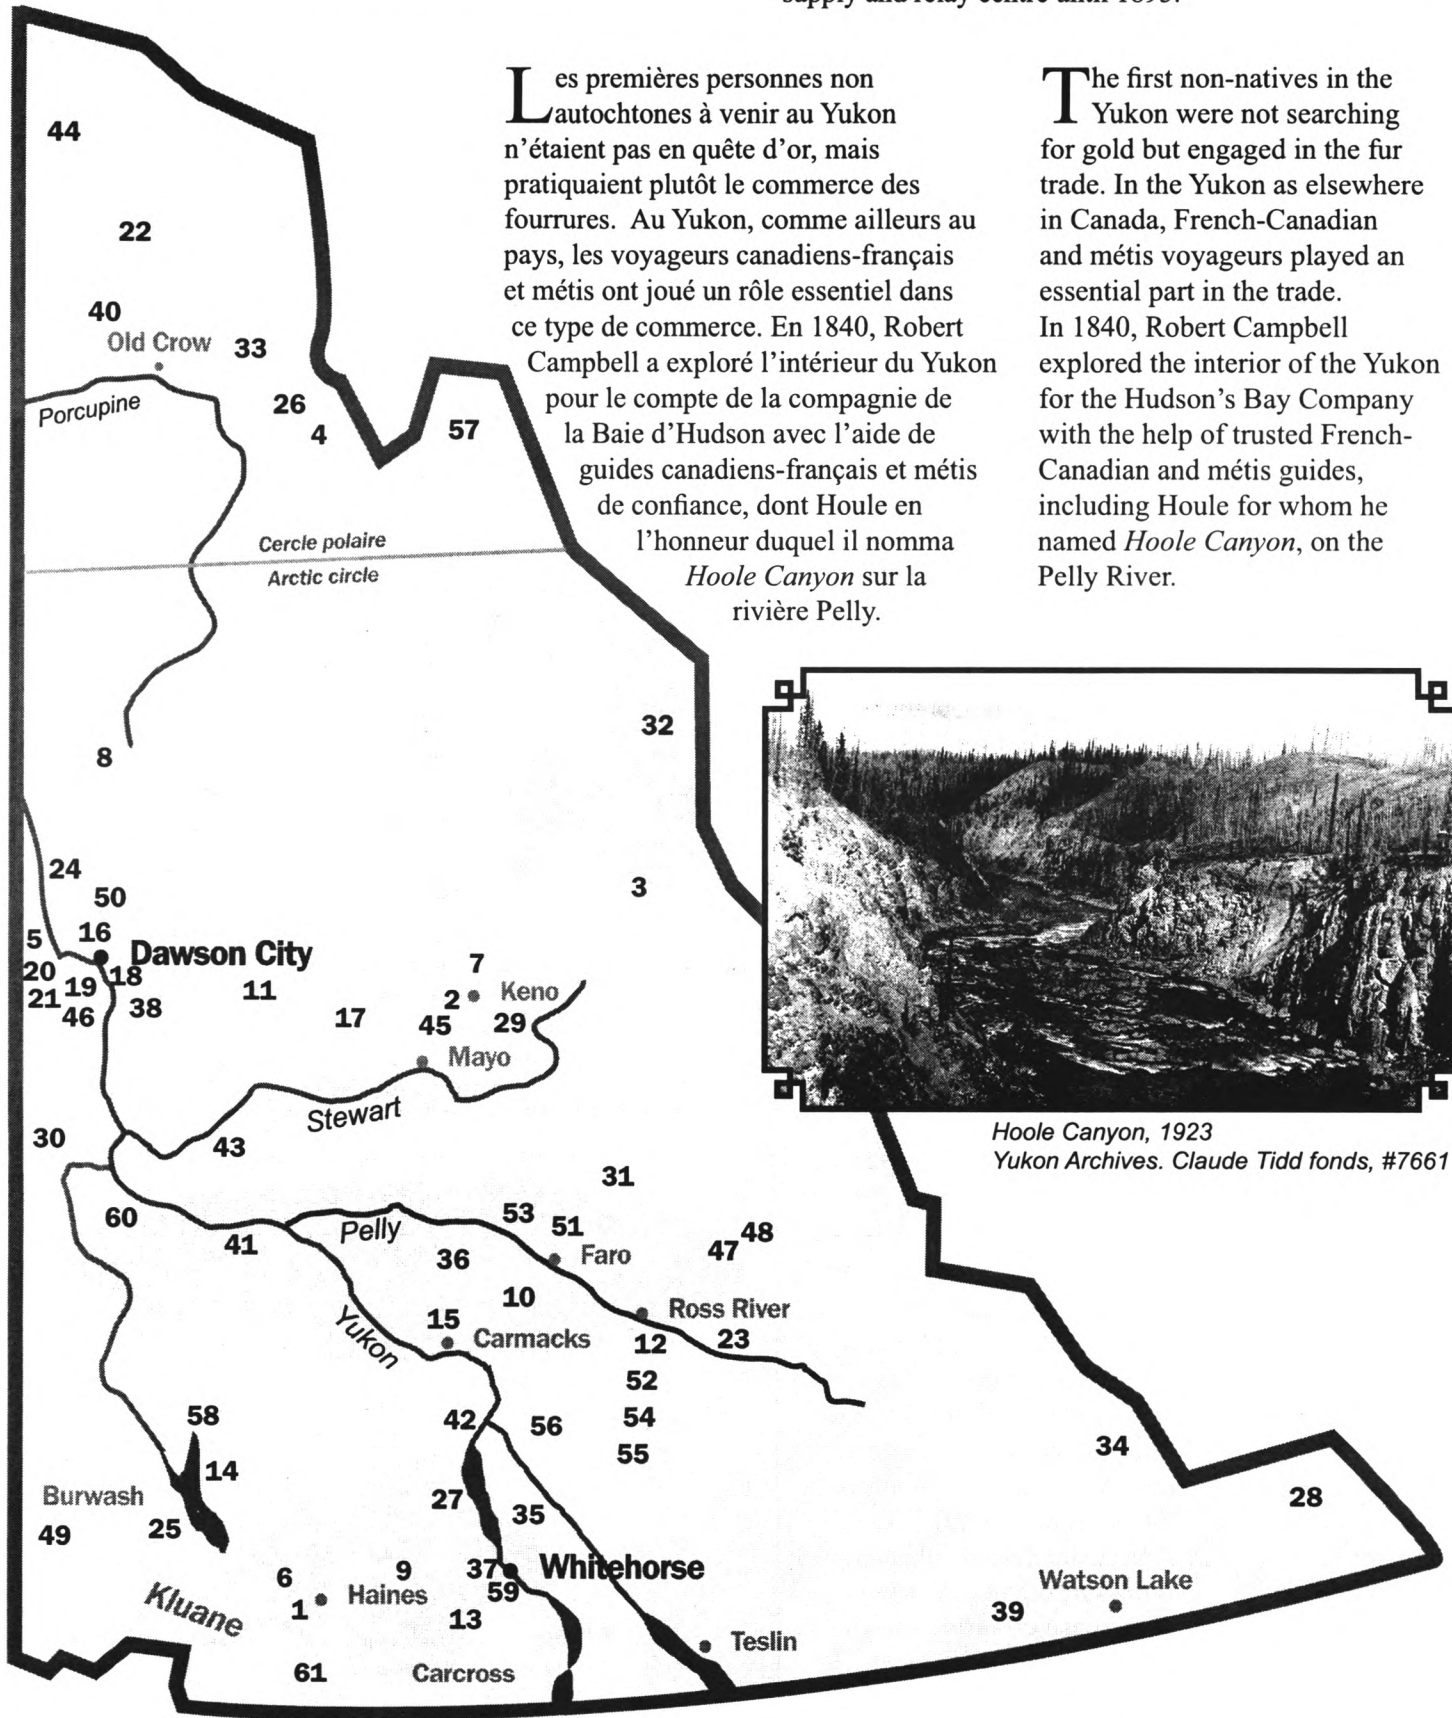 supply and relay centre until 1893.
Les premières personnes non
autochtones à venir au Yukon
n'étaient pas en quête d'or, mais
pratiquaient plutôt le commerce des
fourrures. Au Yukon, comme ailleurs au
pays, les voyageurs canadiens-français
et métis ont joué un rôle essentiel dans
ce type de commerce. En 1840, Robert
Campbell a exploré l'intérieur du Yukon
pour le compte de la compagnie de
la Baie d'Hudson avec l'aide de
guides canadiens-français et métis
de confiance, dont Houle en
l'honneur duquel il nomma
Hoole Canyon sur la
rivière Pelly.
The first non-natives in the
Yukon were not searching
for gold but engaged in the fur
trade. In the Yukon as elsewhere
in Canada, French-Canadian
and métis voyageurs played an
essential part in the trade.
In 1840, Robert Campbell
explored the interior of the Yukon
for the Hudson's Bay Company
with the help of trusted French-
Canadian and métis guides,
including Houle for whom he
named Hoole Canyon, on the
Pelly River.
Hoole Canyon, 1923
Yukon Archives. Claude Tidd fonds, #7661
44
22
40
Old Crow
33
Porcupine
26
4
57
Cercle polaire
Arctic circle
32
8
24
3
50
5
16
Dawson City
7
20
19
18
11
2
Keno
21
46
38
17
45
29
Mayo
Stewart
30
43
31
60
53
51
48
Pelly
41
36
Faro
47
10
Ross River
15
Carmacks
12
23
Yukon
52
58
42
56
54
34
55
14
Burwash
27
28
49
25
35
6
9
37
Whitehorse
59
Haines
Watson Lake
Kluane
1
13
39
Teslin
61
Carcross